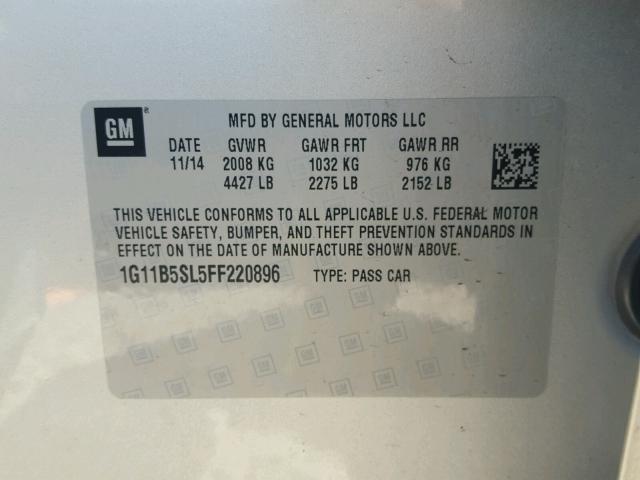 GM ®
MFD BY GENERAL MOTORS LLC
DATE GVWR GAWR FRT GAWR RR
11/14 2008 KG 1032 KG 976 KG
4427 LB 2275 LB 2152 LB
THIS VEHICLE CONFORMS TO ALL APPLICABLE U.S. FEDERAL MOTOR
VEHICLE SAFETY, BUMPER, AND THEFT PREVENTION STANDARDS IN
EFFECT ON THE DATE OF MANUFACTURE SHOWN ABOVE.
1G11B5SL5FF220896 TYPE: PASS CAR